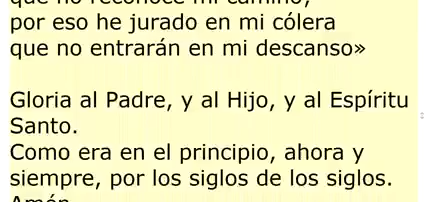 que no reconoce mi camino;
por eso he jurado en mi cólera
que no entrarán en mi descanso»
Gloria al Padre, y al Hijo, y al Espíritu
Santo.
Como era en el principio, ahora y
siempre, por los siglos de los siglos.
Amén.